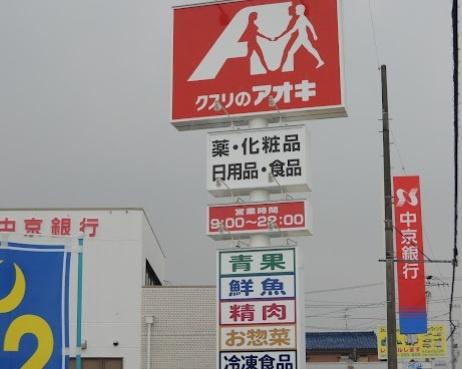 クスリのアオキ
薬・化粧品
日用品・食品
営業時間
9:00〜22:00
青果
鮮魚
精肉
お惣菜
冷凍食品
中京銀行
中京銀行
2